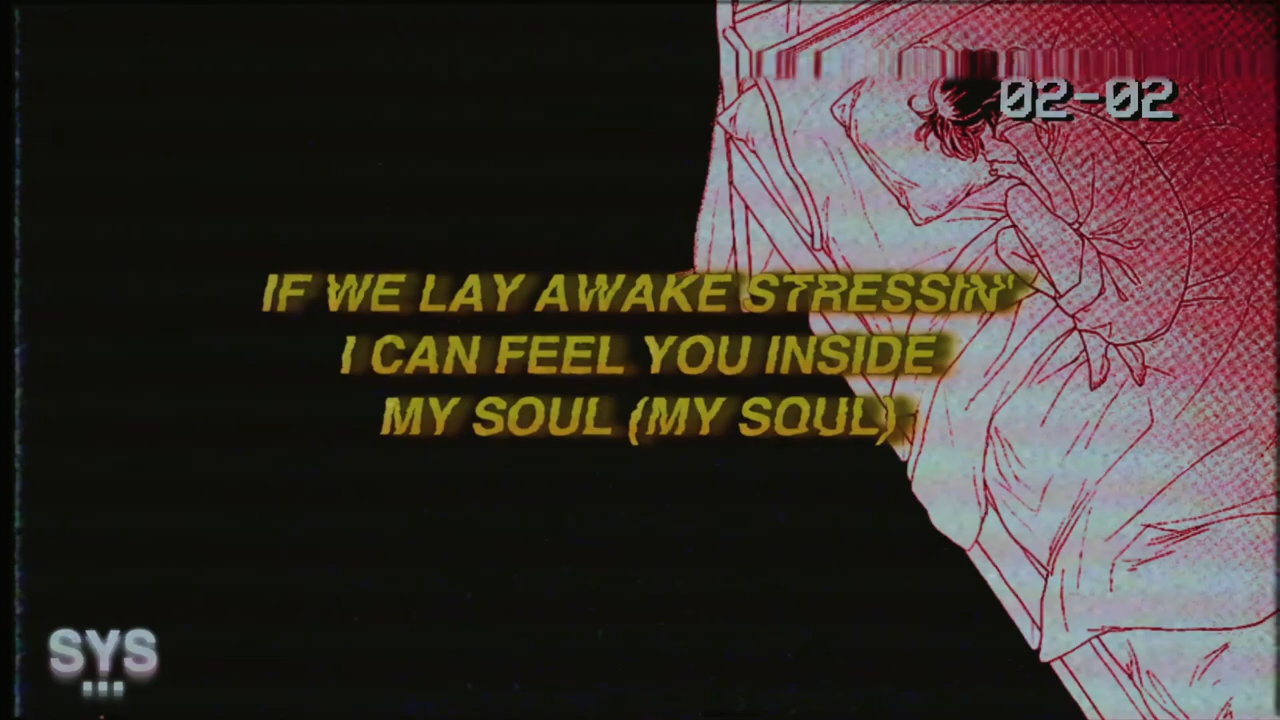 02-02
IF WE LAY AWAKE STRESSIN'
I CAN FEEL YOU INSIDE
MY SOUL (MY SOUL)
SYS